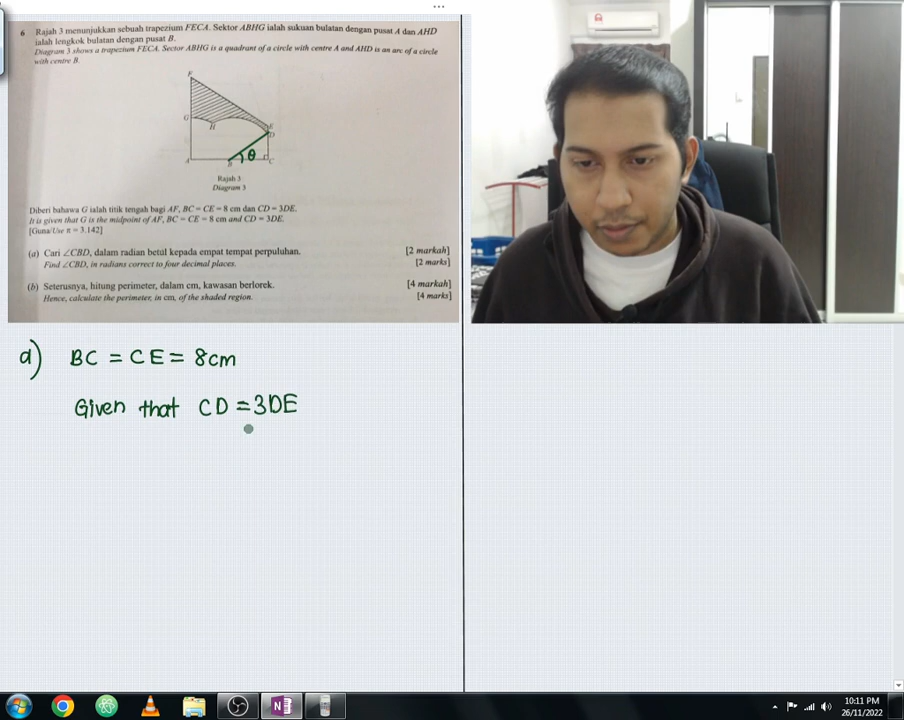 6 Rajah 3 menunjukkan sebuah trapezium FECA. Sektor ABHG ialah sukuan bulatan dengan pusat A dan AHD
ialah lengkok bulatan dengan pusat B.
Diagram 3 shows a trapezium FECA. Sector ABHG is a quadrant of a circle with centre A and AHD is an arc of a circle
with centre B.
F
G
H
E
D
θ
A
B
C
Rajah 3
Diagram 3
Diberi bahawa G ialah titik tengah bagi AF, BC = CE = 8 cm dan CD = 3DE.
It is given that G is the midpoint of AF, BC = CE = 8 cm and CD = 3DE.
[Guna/Use π = 3.142]
(a) Cari ∠CBD, dalam radian betul kepada empat tempat perpuluhan. [2 markah]
Find ∠CBD, in radians correct to four decimal places. [2 marks]
(b) Seterusnya, hitung perimeter, dalam cm, kawasan berlorek. [4 markah]
Hence, calculate the perimeter, in cm, of the shaded region. [4 marks]
a) BC = CE = 8cm
Given that CD = 3DE
10:11 PM
26/11/2022